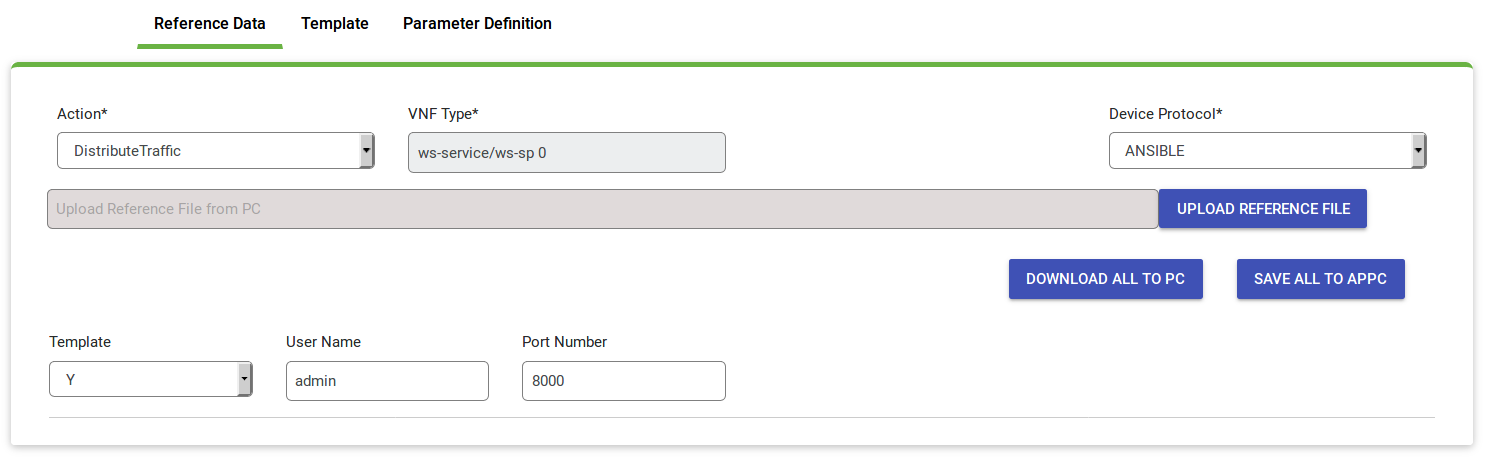 Reference Data Template Parameter Definition
Action* VNF Type* Device Protocol*
DistributeTraffic ws-service/ws-sp 0 ANSIBLE
Upload Reference File from PC UPLOAD REFERENCE FILE
DOWNLOAD ALL TO PC SAVE ALL TO APPC
Template User Name Port Number
Y admin 8000